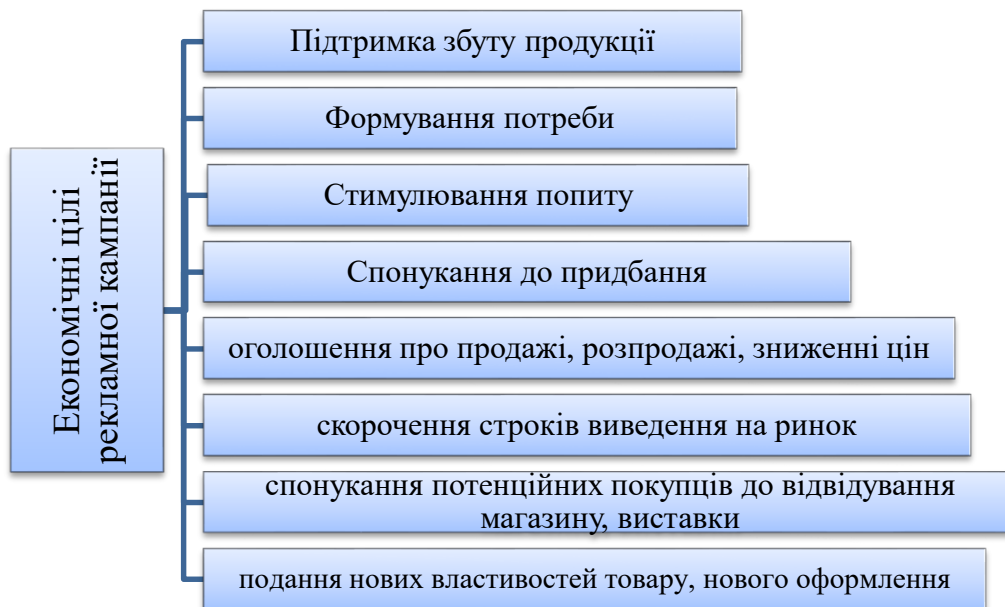 Економічні цілі
рекламної кампанії
Підтримка збуту продукції
Формування потреби
Стимулювання попиту
Спонукання до придбання
оголошення про продажі, розпродажі, зниженні цін
скорочення строків виведення на ринок
спонукання потенційних покупців до відвідування
магазину, виставки
подання нових властивостей товару, нового оформлення